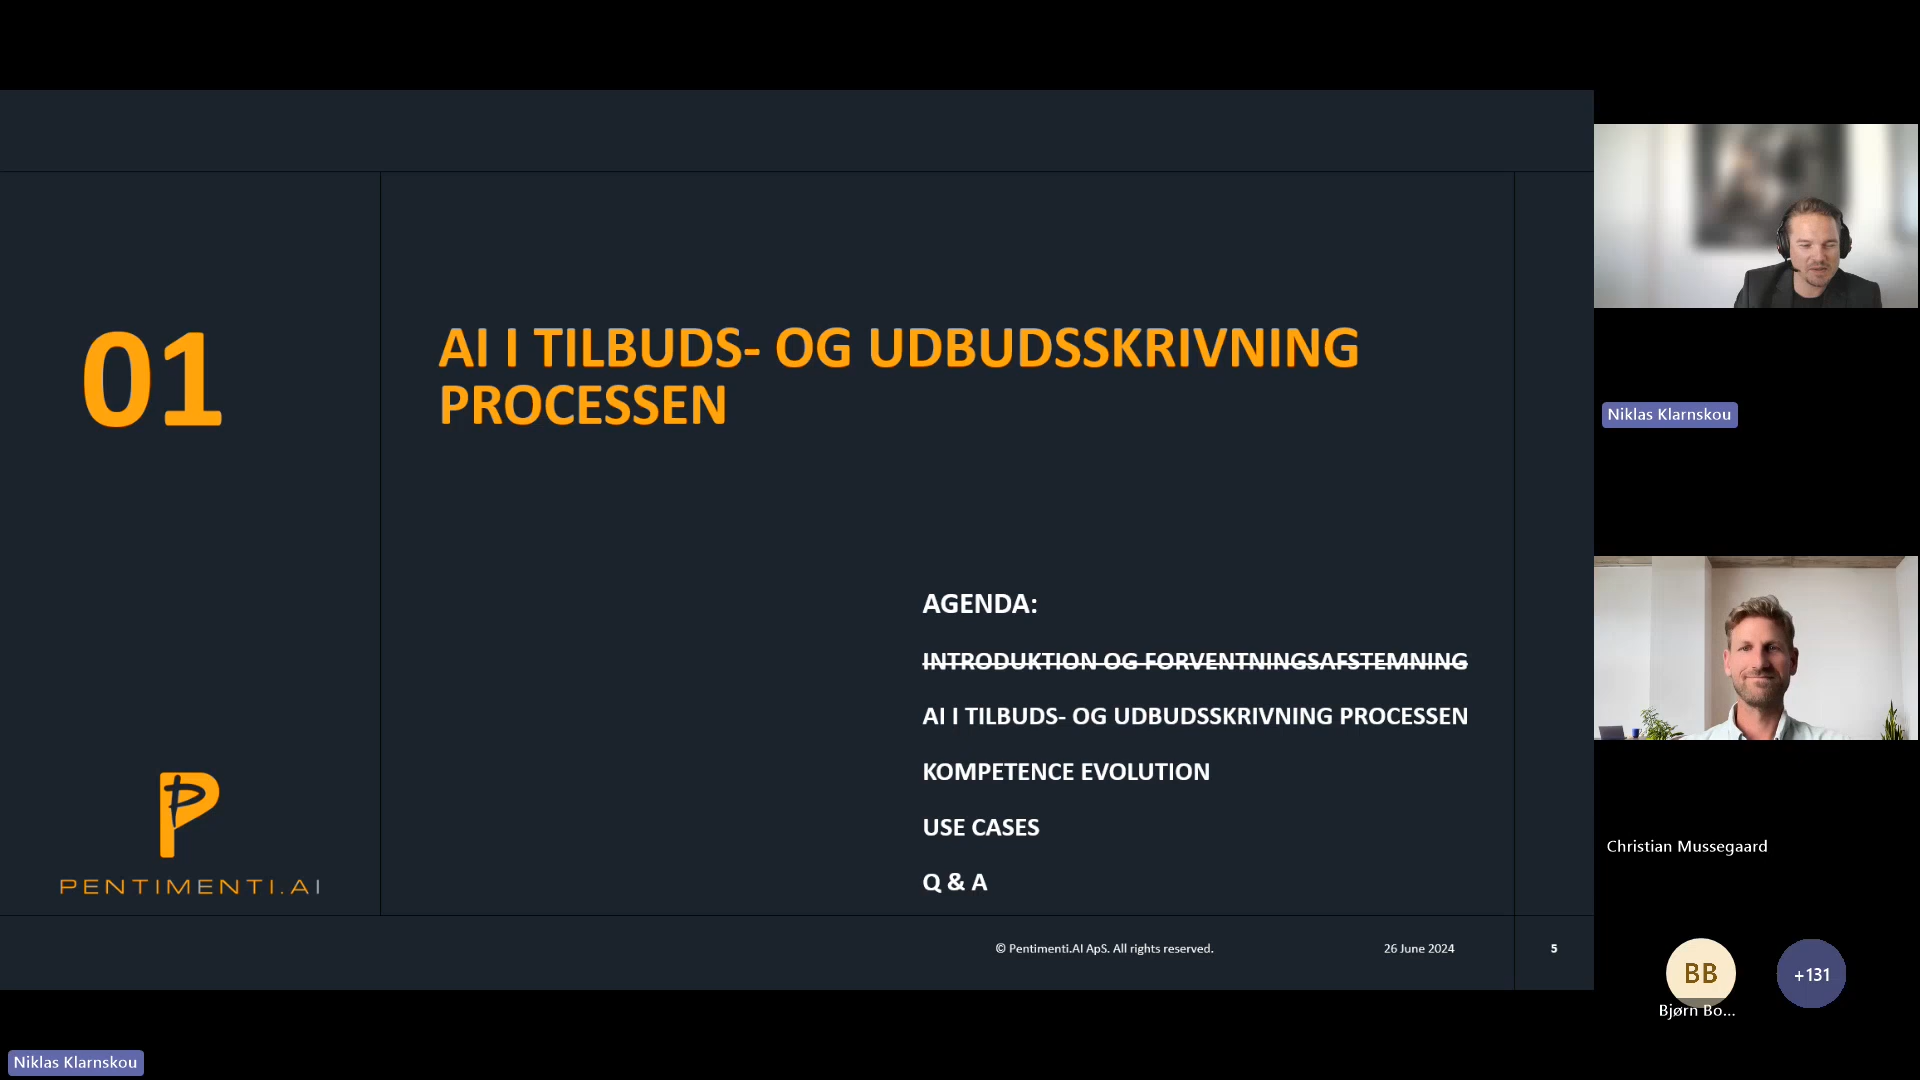 01
AI I TILBUDS- OG UDBUDSSKRIVNING
PROCESSEN
AGENDA:
INTRODUKTION OG FORVENTNINGSAFSTEMNING
AI I TILBUDS- OG UDBUDSSKRIVNING PROCESSEN
KOMPETENCE EVOLUTION
USE CASES
Q & A
PENTIMENTI.AI
© Pentimenti.AI ApS. All rights reserved.
26 June 2024
5
Niklas Klarnskou
Christian Mussegaard
BB
+131
Bjørn Bo...
Niklas Klarnskou